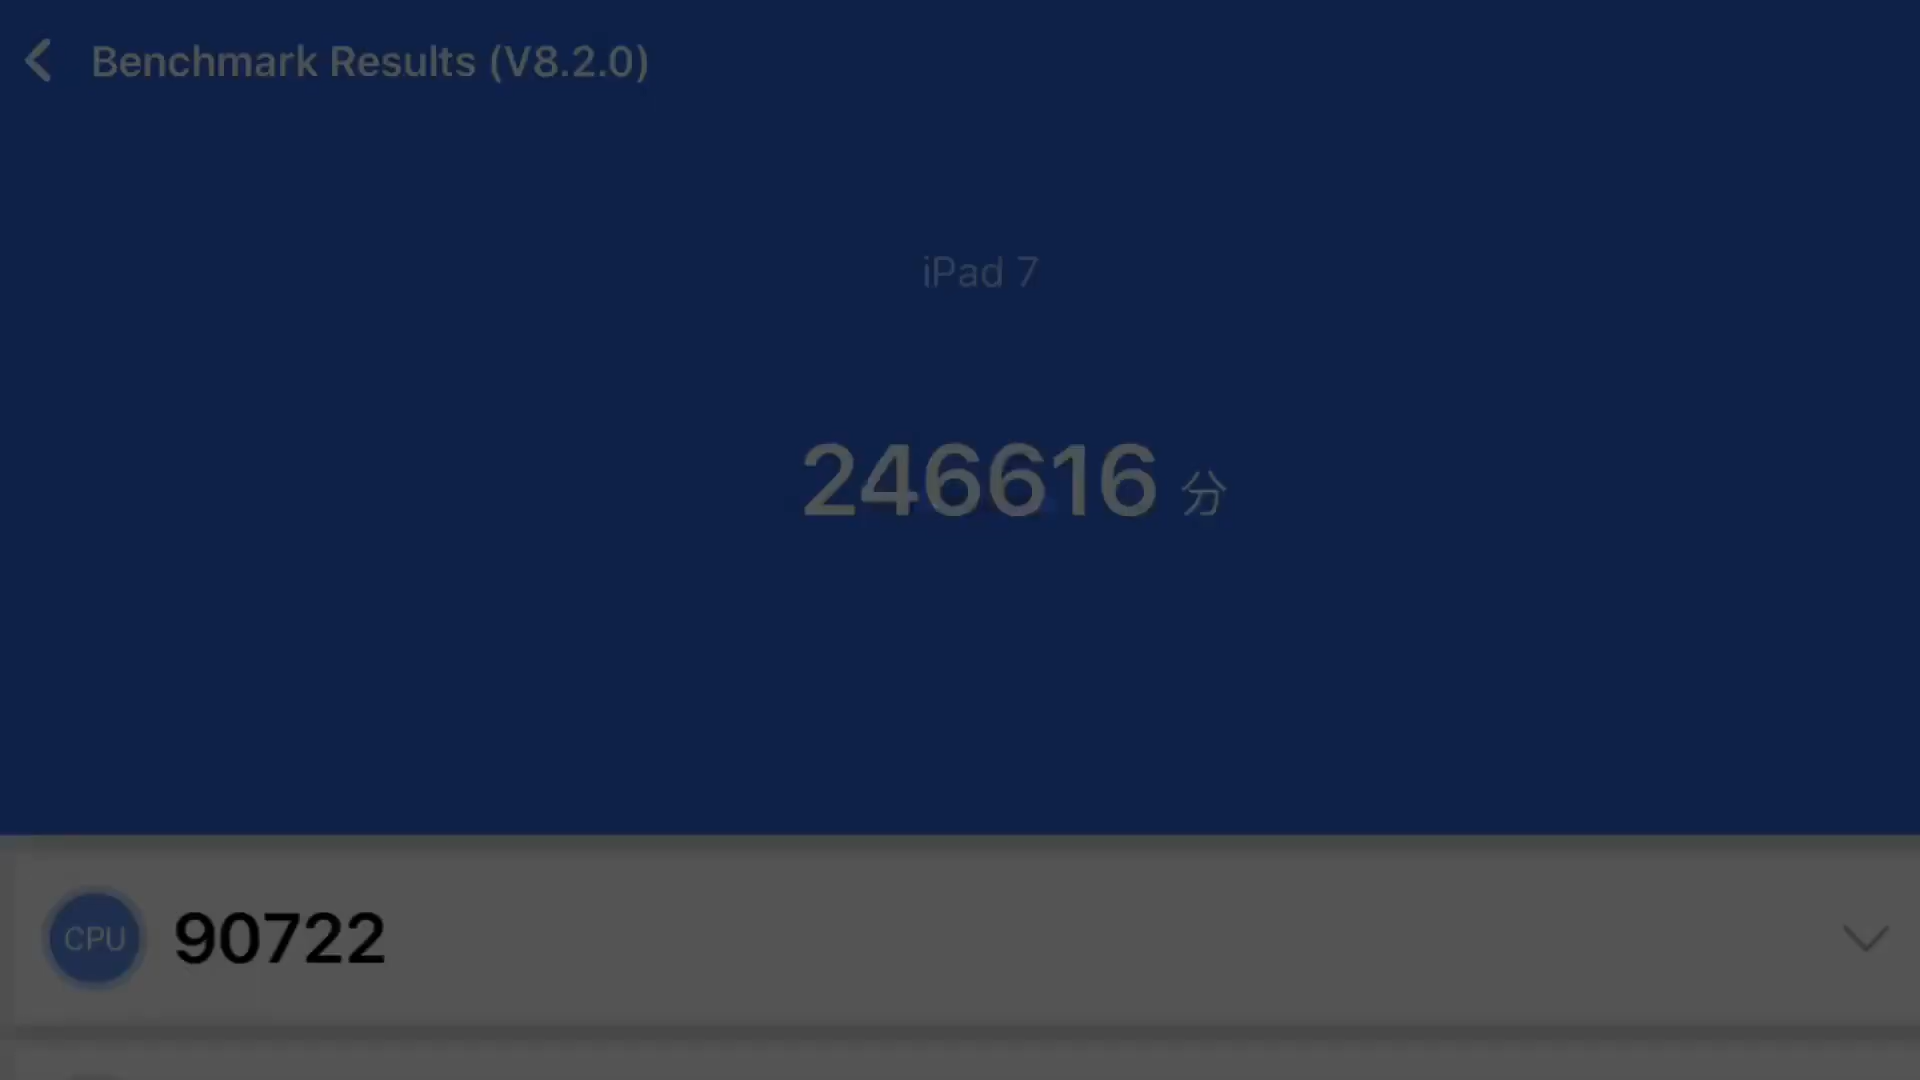 Benchmark Results (V8.2.0)
iPad 7
246616 分
CPU 90722